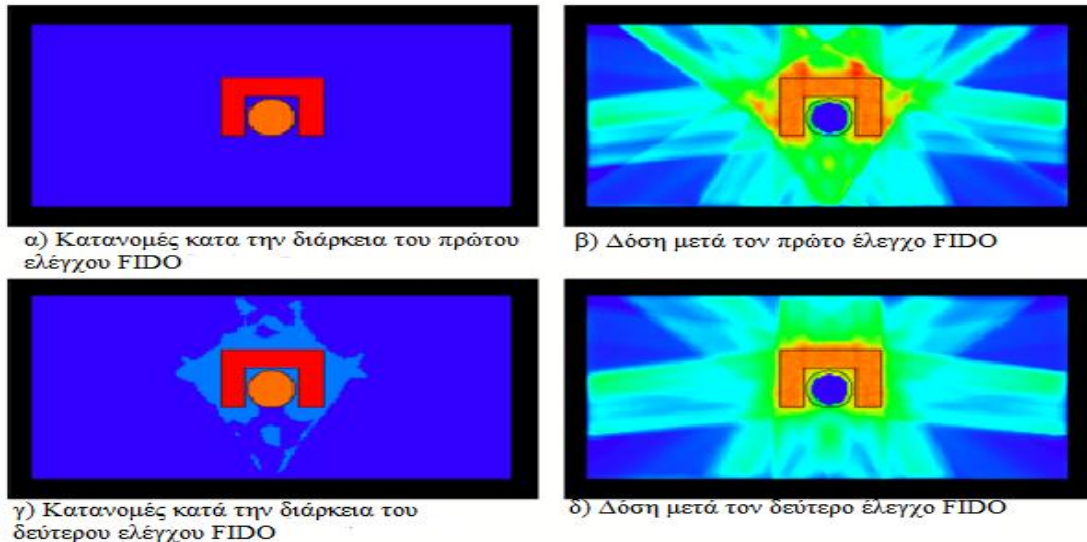 α) Κατανομές κατα την διάρκεια του πρώτου
ελέγχου FIDO
β) Δόση μετά τον πρώτο έλεγχο FIDO
γ) Κατανομές κατά την διάρκεια του
δεύτερου ελέγχου FIDO
δ) Δόση μετά τον δεύτερο έλεγχο FIDO